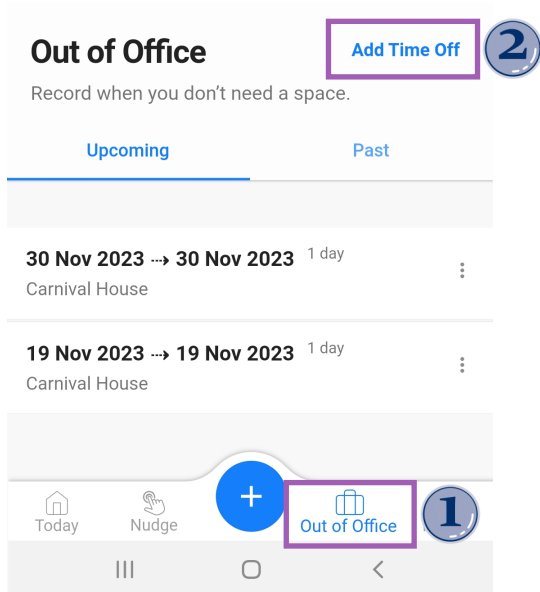 Out of Office
Add Time Off
2
Record when you don't need a space.
Upcoming
Past
30 Nov 2023 ⤑ 30 Nov 2023 1 day
Carnival House
19 Nov 2023 ⤑ 19 Nov 2023 1 day
Carnival House
+
Today
Nudge
Out of Office
1